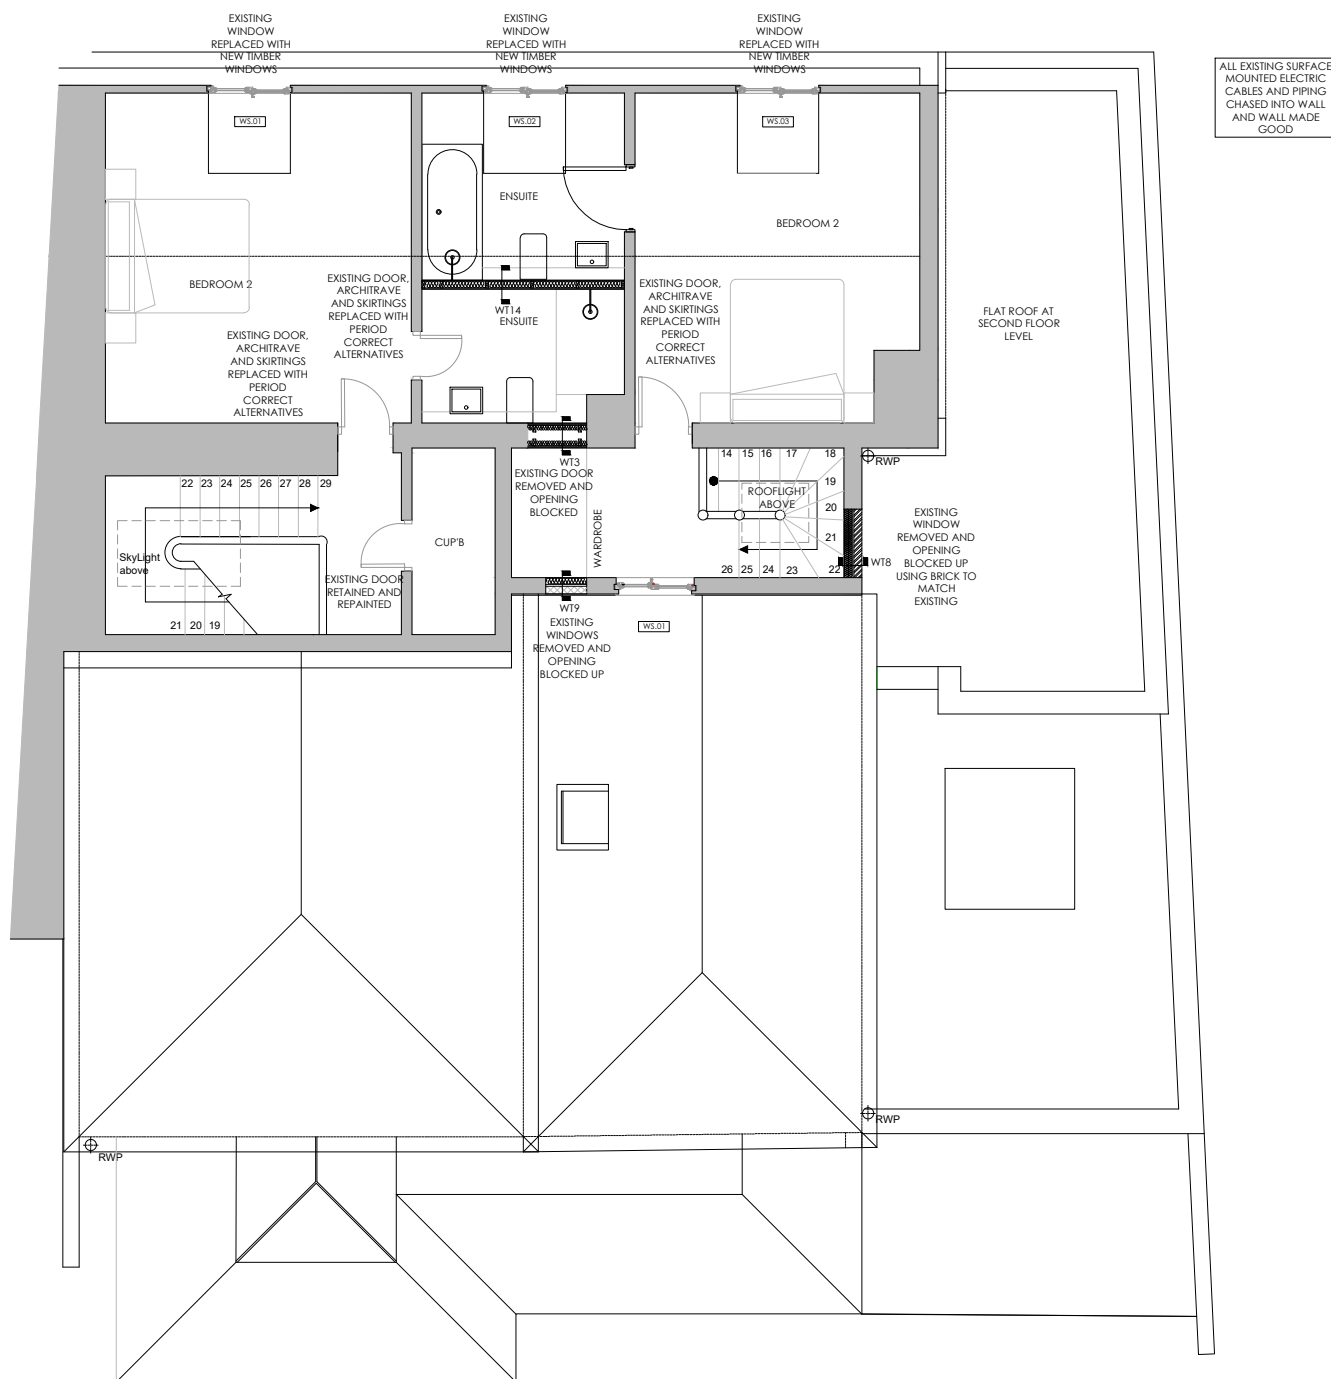 EXISTING
WINDOW
REPLACED WITH
NEW TIMBER
WINDOWS
EXISTING
WINDOW
REPLACED WITH
NEW TIMBER
WINDOWS
EXISTING
WINDOW
REPLACED WITH
NEW TIMBER
WINDOWS
ALL EXISTING SURFACE
MOUNTED ELECTRIC
CABLES AND PIPING
CHASED INTO WALL
AND WALL MADE
GOOD
WS.01
WS.02
WS.03
ENSUITE
BEDROOM 2
BEDROOM 2
EXISTING DOOR,
ARCHITRAVE
AND SKIRTINGS
REPLACED WITH
PERIOD
CORRECT
ALTERNATIVES
EXISTING DOOR,
ARCHITRAVE
AND SKIRTINGS
REPLACED WITH
PERIOD
CORRECT
ALTERNATIVES
WT14
ENSUITE
EXISTING DOOR,
ARCHITRAVE
AND SKIRTINGS
REPLACED WITH
PERIOD
CORRECT
ALTERNATIVES
FLAT ROOF AT
SECOND FLOOR
LEVEL
WT3
EXISTING DOOR
REMOVED AND
OPENING
BLOCKED
14 15 16 17 18
19
20
21
22
23
24
25
26
ROOFLIGHT
ABOVE
RWP
22 23 24 25 26 27 28 29
SkyLight
above
21 20 19
CUP'B
WARDROBE
EXISTING DOOR
RETAINED AND
REPAINTED
EXISTING
WINDOW
REMOVED AND
OPENING
BLOCKED UP
USING BRICK TO
MATCH
EXISTING
WT8
WT9
EXISTING
WINDOWS
REMOVED AND
OPENING
BLOCKED UP
WS.01
RWP
RWP